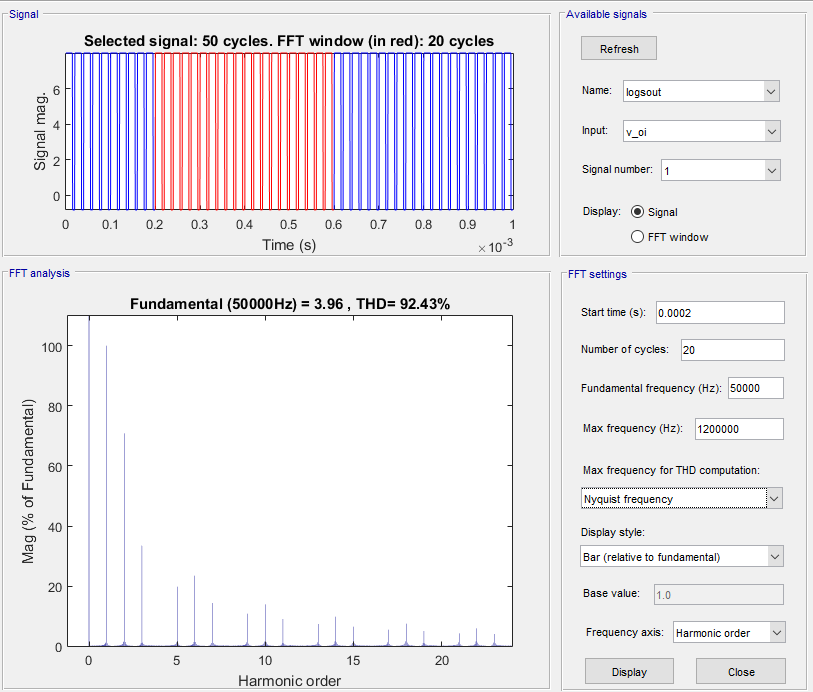 Signal
Selected signal: 50 cycles. FFT window (in red): 20 cycles
Signal mag.
6
4
2
0
0 0.1 0.2 0.3 0.4 0.5 0.6 0.7 0.8 0.9 1
Time (s)
×10⁻³
Available signals
Refresh
Name: logsout
Input: v_oi
Signal number: 1
Display: Signal
FFT window
FFT analysis
Fundamental (50000Hz) = 3.96 , THD= 92.43%
Mag (% of Fundamental)
100
80
60
40
20
0
0 5 10 15 20
Harmonic order
FFT settings
Start time (s): 0.0002
Number of cycles: 20
Fundamental frequency (Hz): 50000
Max frequency (Hz): 1200000
Max frequency for THD computation:
Nyquist frequency
Display style:
Bar (relative to fundamental)
Base value: 1.0
Frequency axis: Harmonic order
Display Close